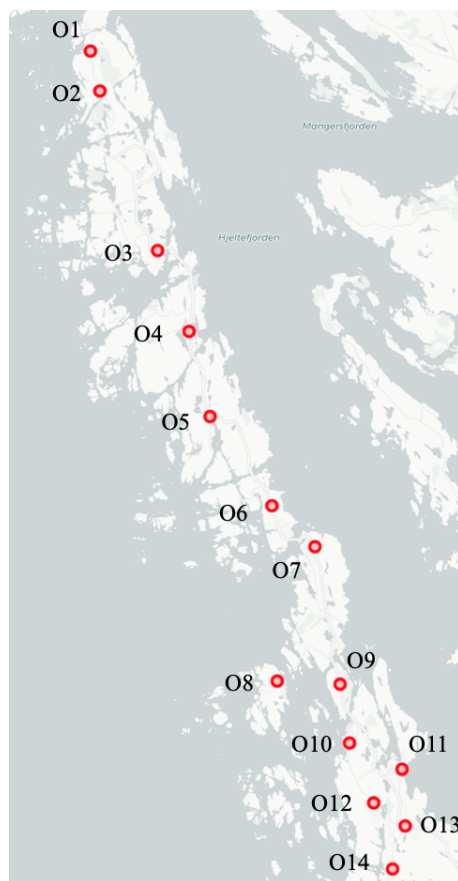 O1
O2
Mangersfjorden
Hjeltefjorden
O3
O4
O5
O6
O7
O9
O8
O10
O11
O12
O13
O14